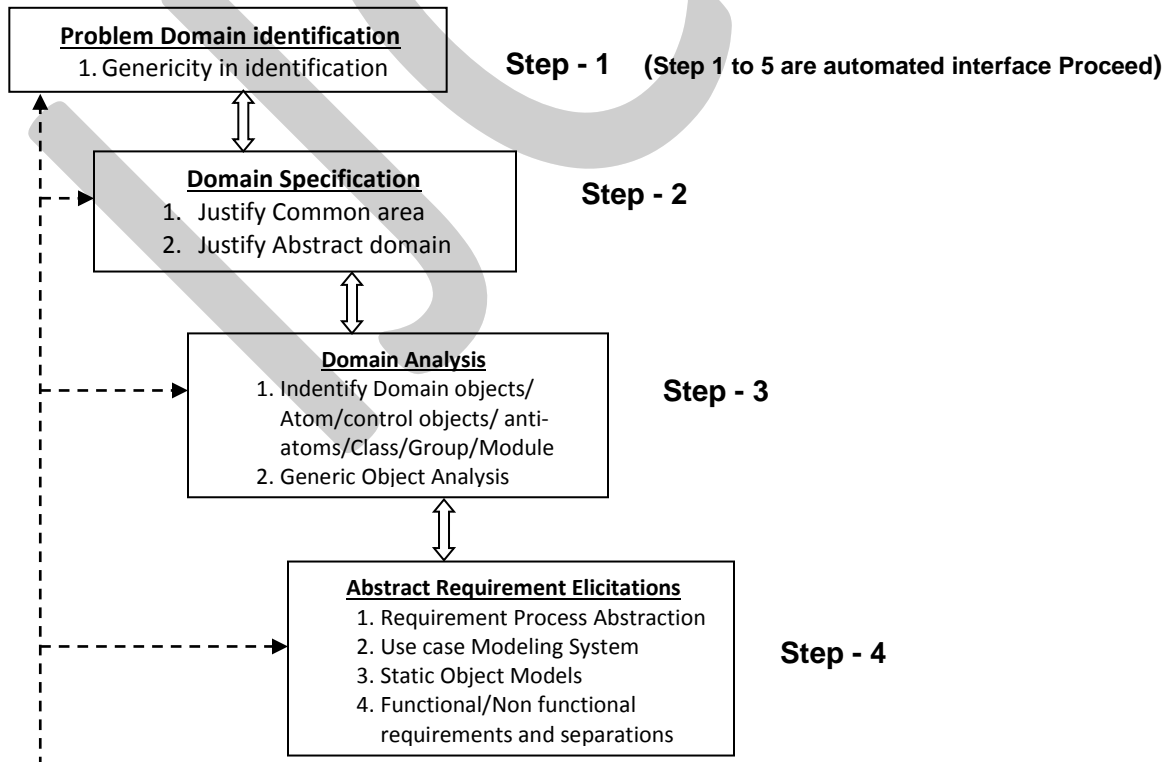 Problem Domain identification
1. Genericity in identification
Step - 1 (Step 1 to 5 are automated interface Proceed)
Domain Specification
1. Justify Common area
2. Justify Abstract domain
Step - 2
Domain Analysis
1. Indentify Domain objects/
Atom/control objects/ anti-
atoms/Class/Group/Module
2. Generic Object Analysis
Step - 3
Abstract Requirement Elicitations
1. Requirement Process Abstraction
2. Use case Modeling System
3. Static Object Models
4. Functional/Non functional
requirements and separations
Step - 4